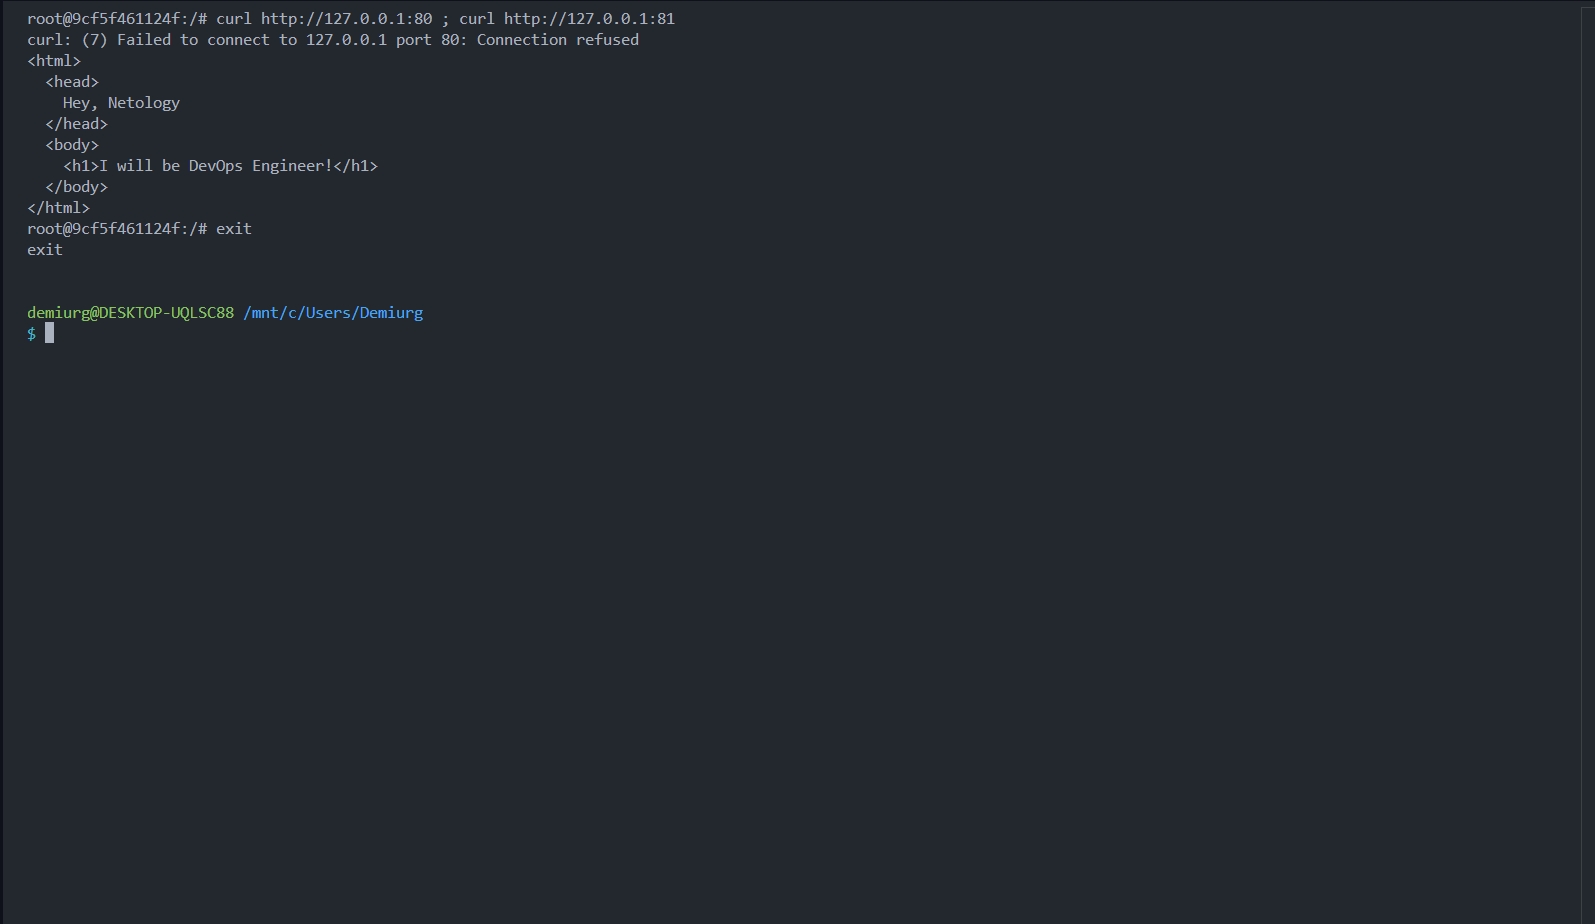 root@9cf5f461124f:/# curl http://127.0.0.1:80 ; curl http://127.0.0.1:81
curl: (7) Failed to connect to 127.0.0.1 port 80: Connection refused
<html>
  <head>
    Hey, Netology
  </head>
  <body>
    <h1>I will be DevOps Engineer!</h1>
  </body>
</html>
root@9cf5f461124f:/# exit
exit
demiurg@DESKTOP-UQLSC88 /mnt/c/Users/Demiurg
$